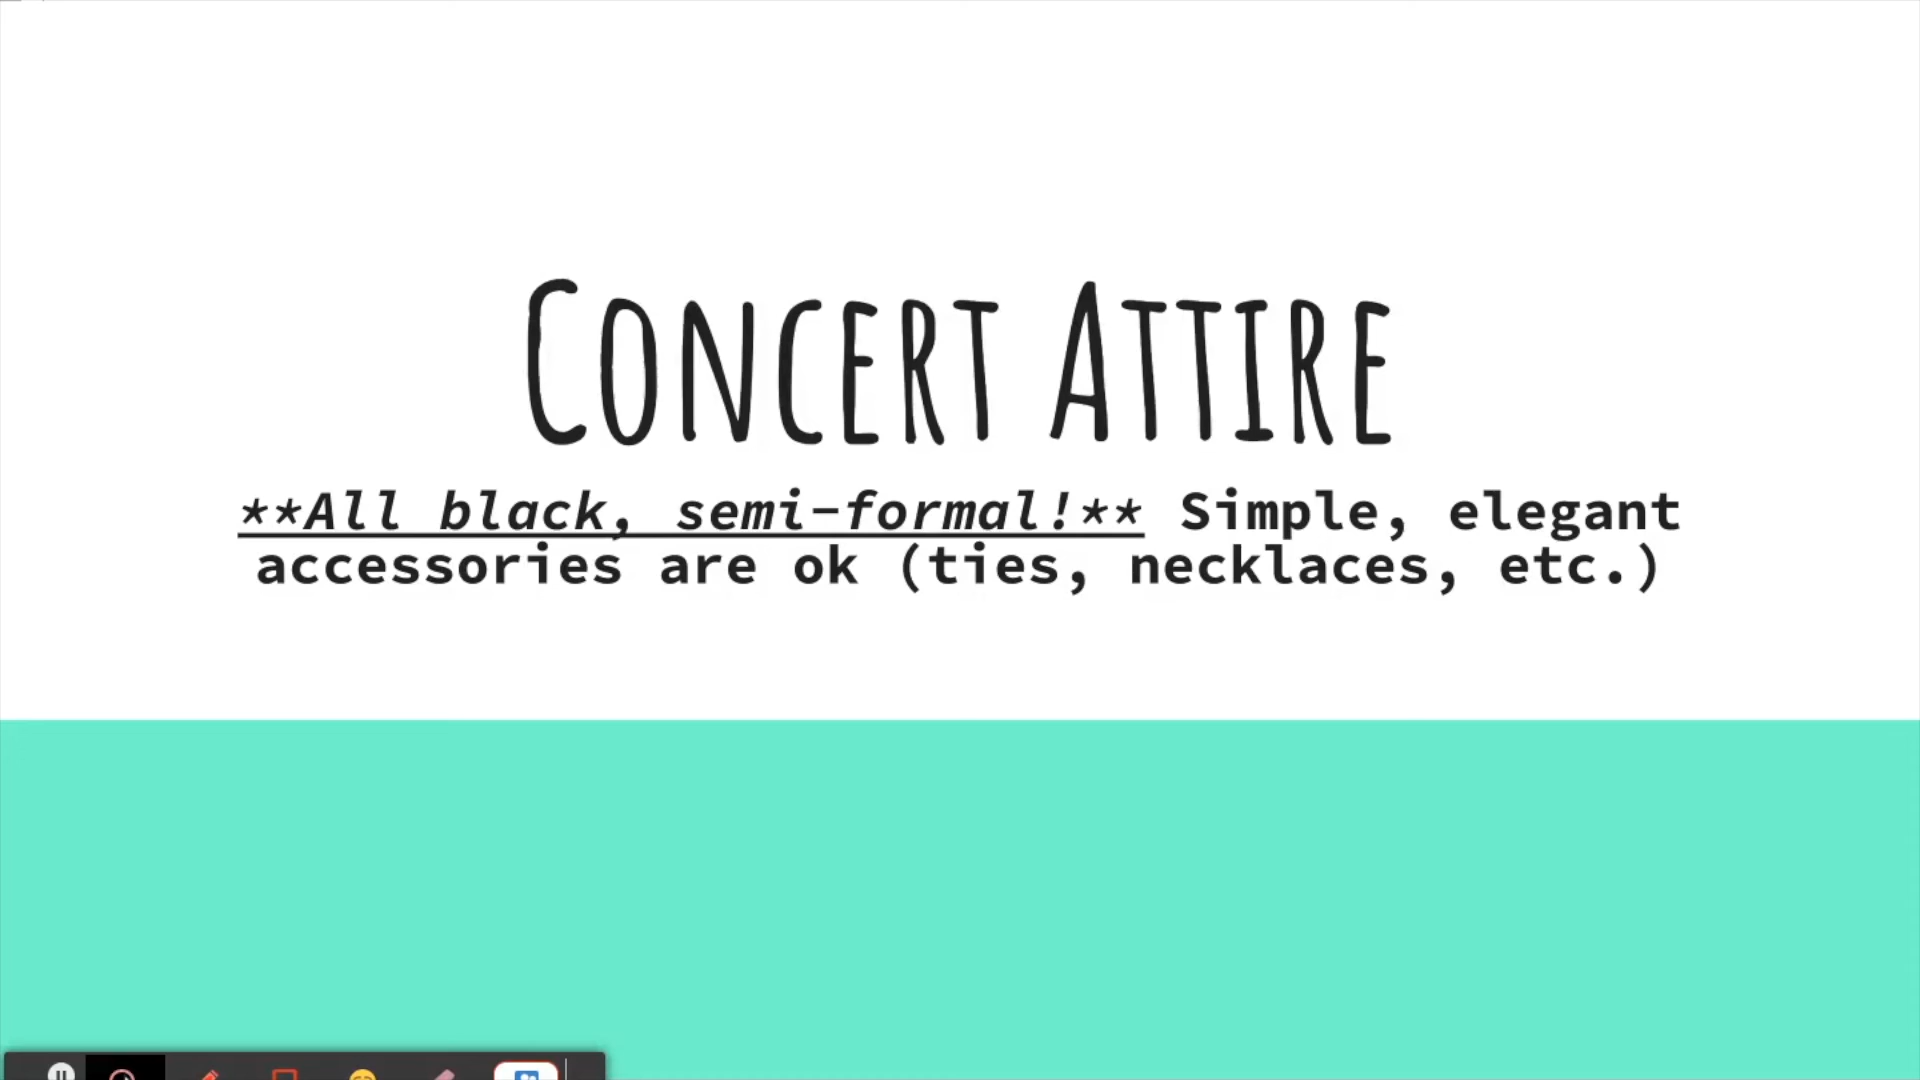 Concert Attire
**All black, semi-formal!** Simple, elegant
accessories are ok (ties, necklaces, etc.)